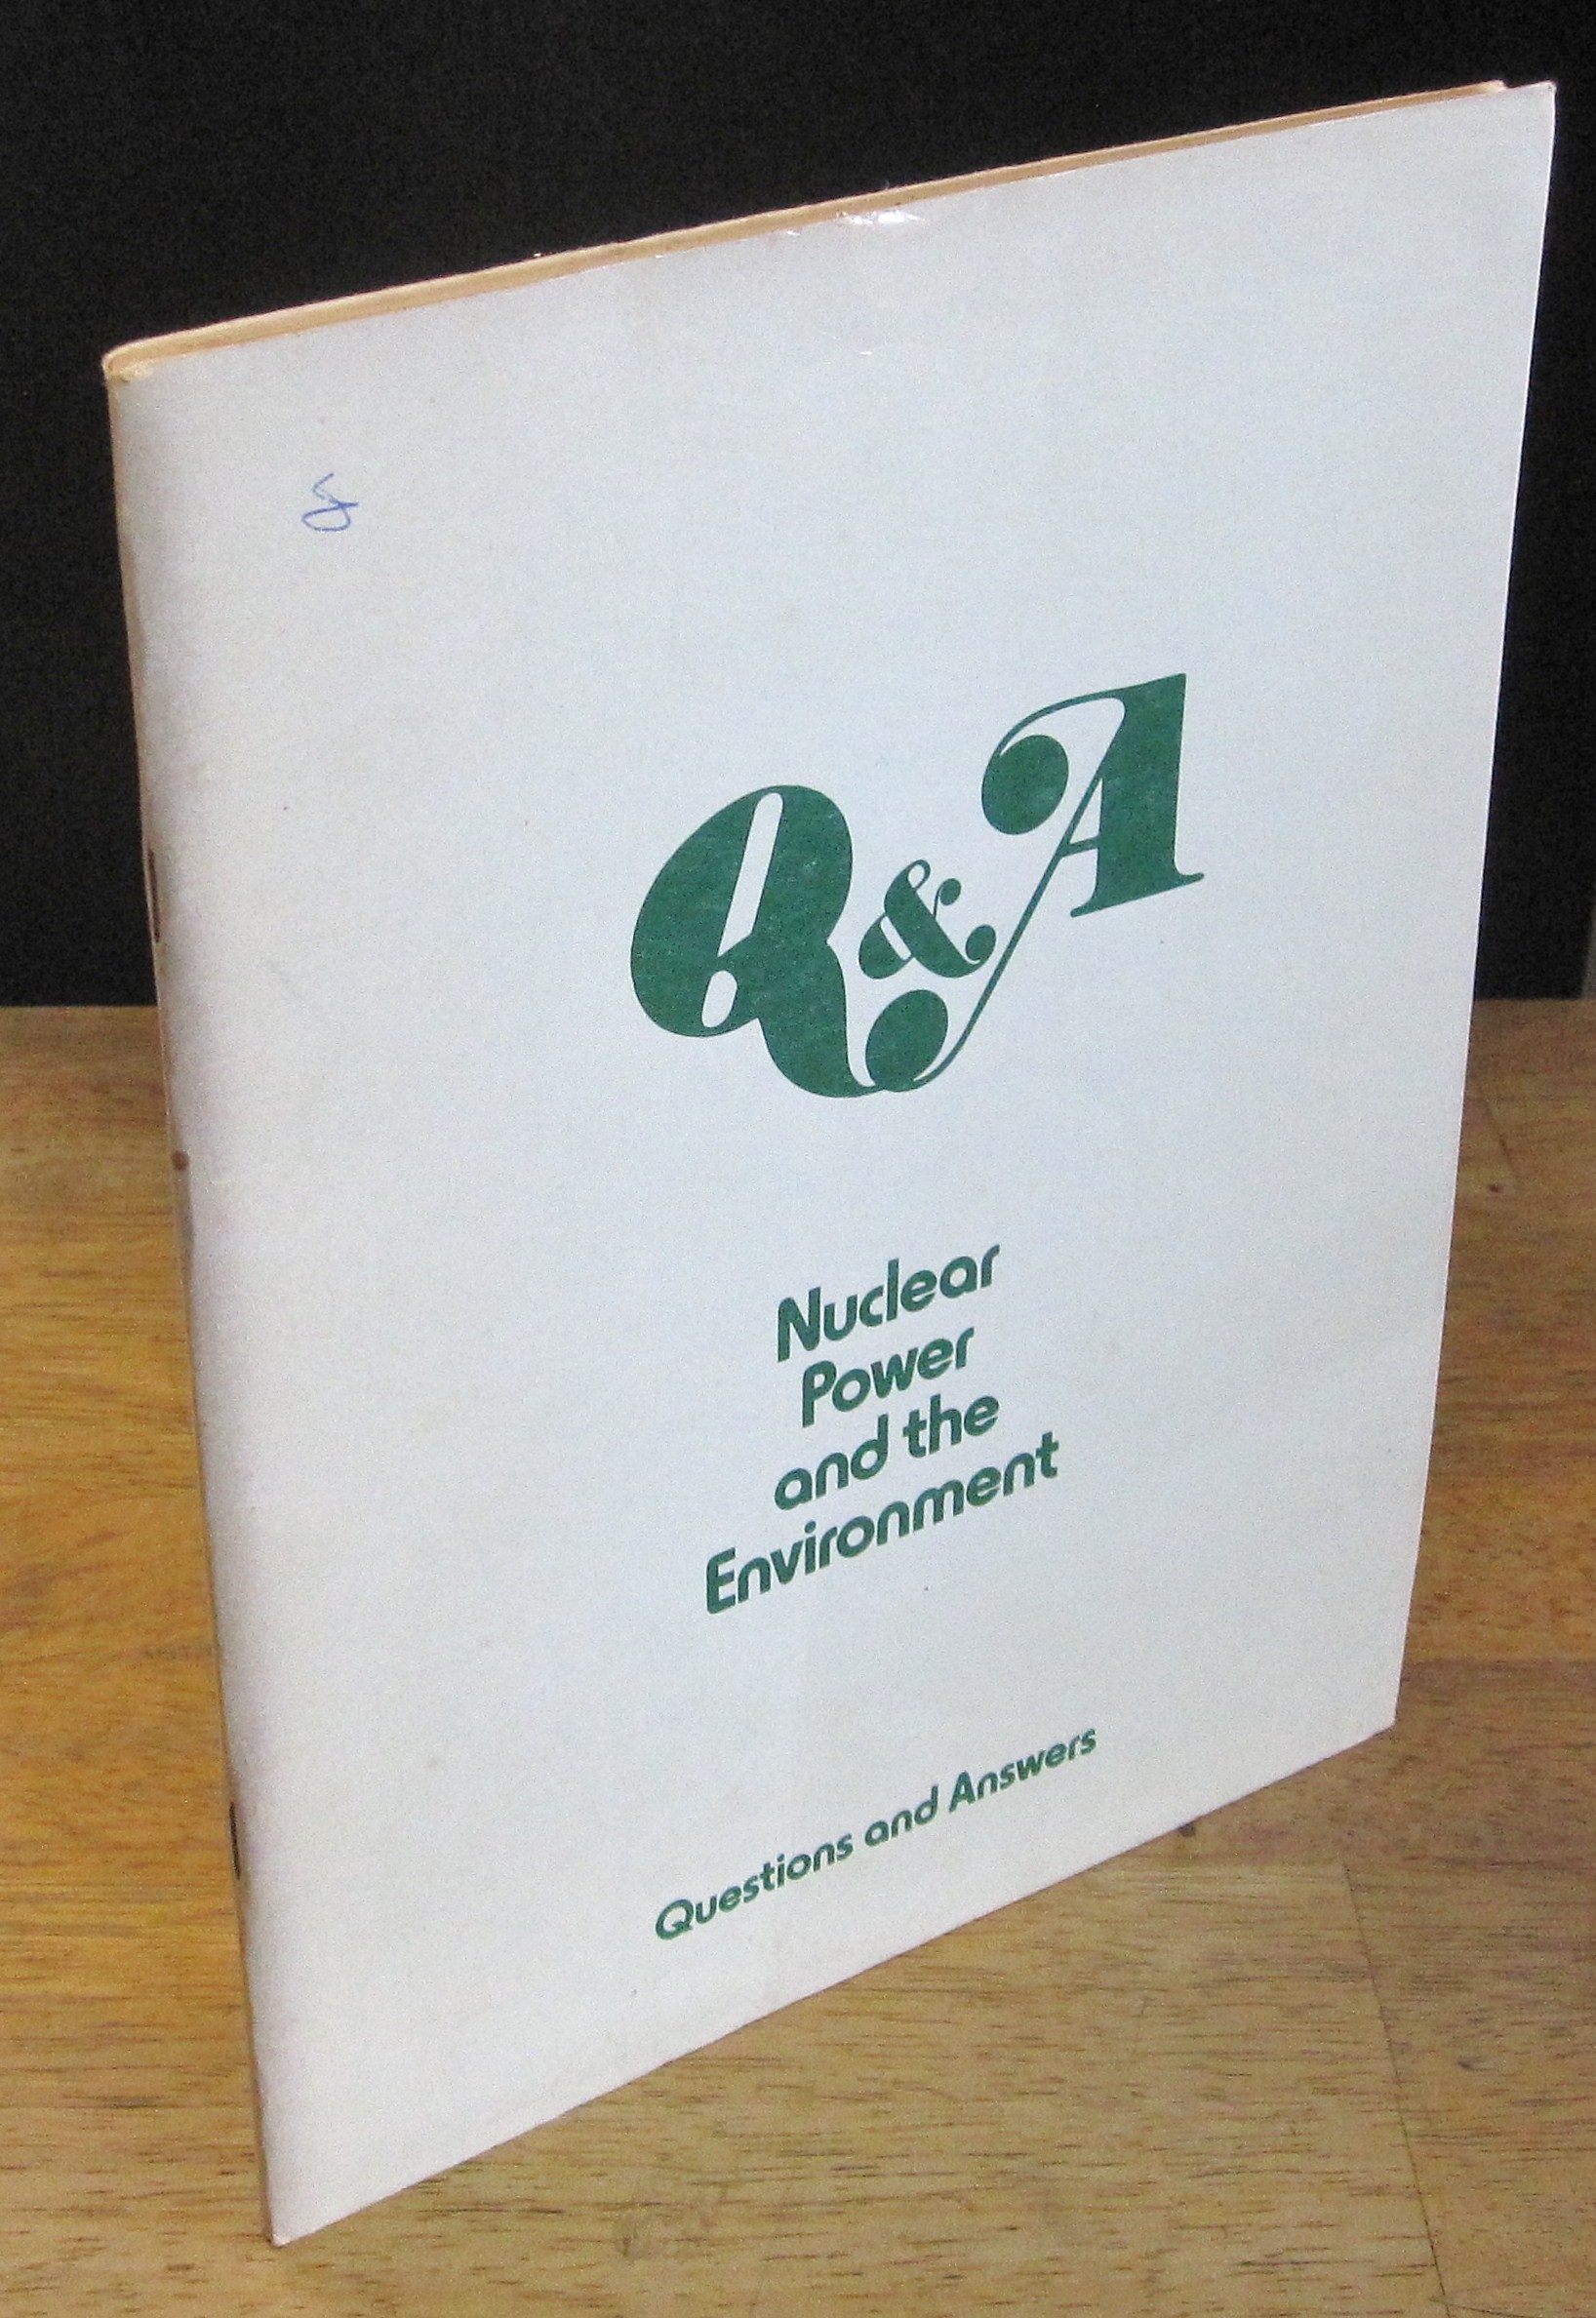 Q&A
Nuclear
Power
and the
Environment
Questions and Answers